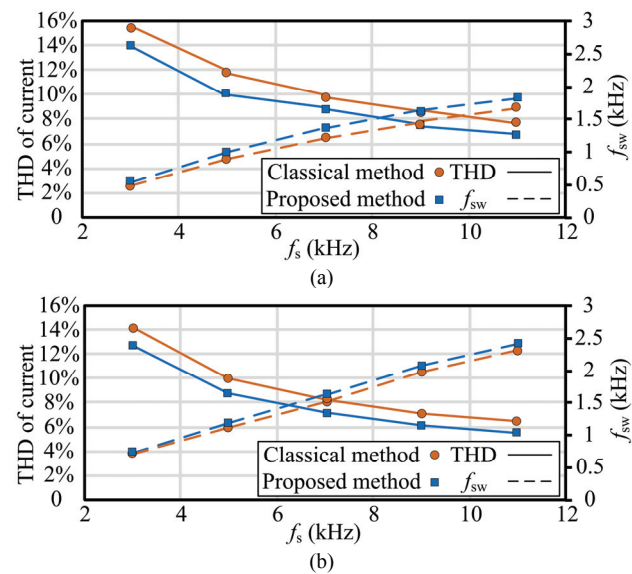 16% 3
14% 2.5
12% 2
10%
8% 1.5
6% 1
4% Classical method THD
2% Proposed method fsw 0.5
0 0
2 4 6 8 10 12
THD of current
fs (kHz)
fsw (kHz)
(a)
16% 3
14% 2.5
12% 2
10%
8% 1.5
6% 1
4% Classical method THD
2% Proposed method fsw 0.5
0 0
2 4 6 8 10 12
THD of current
fs (kHz)
fsw (kHz)
(b)